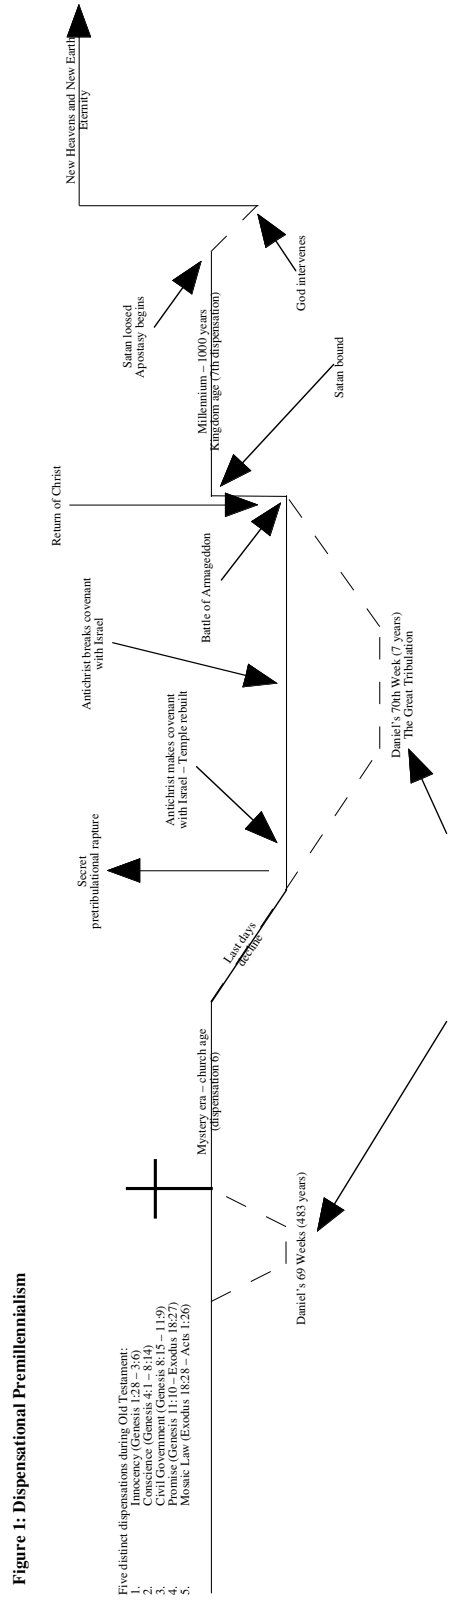 Figure 1: Dispensational Premillennialism
Five distinct dispensations during Old Testament:
1. Innocency (Genesis 1:28 – 3:6)
2. Conscience (Genesis 4:1 – 8:14)
3. Civil Government (Genesis 8:15 – 11:9)
4. Promise (Genesis 11:10 – Exodus 18:27)
5. Mosaic Law (Exodus 18:28 – Acts 1:26)
Daniel's 69 Weeks (483 years)
Mystery era – church age
(dispensation 6)
Last days
decline
Secret
pretribulational rapture
Antichrist makes covenant
with Israel – Temple rebuilt
Antichrist breaks covenant
with Israel
Daniel's 70th Week (7 years)
The Great Tribulation
Battle of Armageddon
Return of Christ
Satan bound
Millennium – 1000 years
Kingdom age (7th dispensation)
Satan loosed
Apostasy begins
God intervenes
New Heavens and New Earth
Eternity